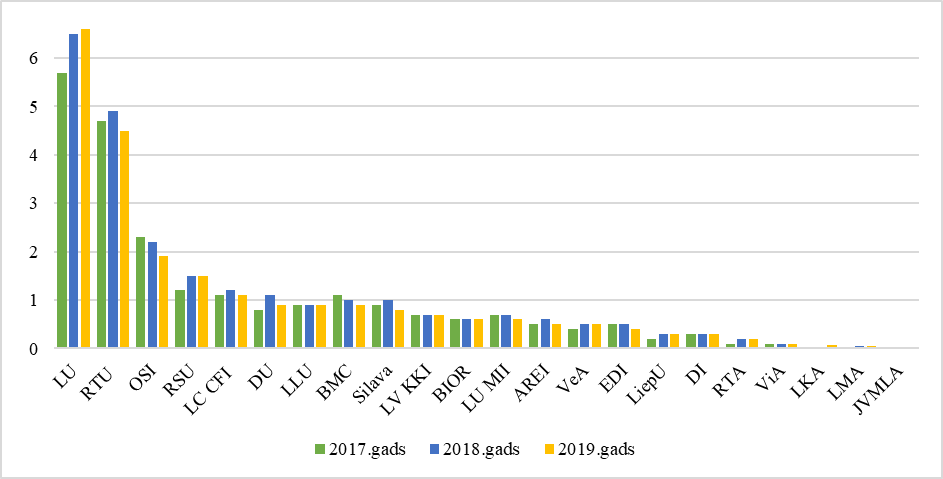 6
5
4
3
2
1
0
LU
RTU
OSI
RSU
LC CFI
DU
LLU
BMC
Silava
LV KKI
BIOR
LU MII
AREI
VeA
EDI
LiepU
DI
RTA
ViA
LKA
LMA
JVMLA
2017.gads 2018.gads 2019.gads